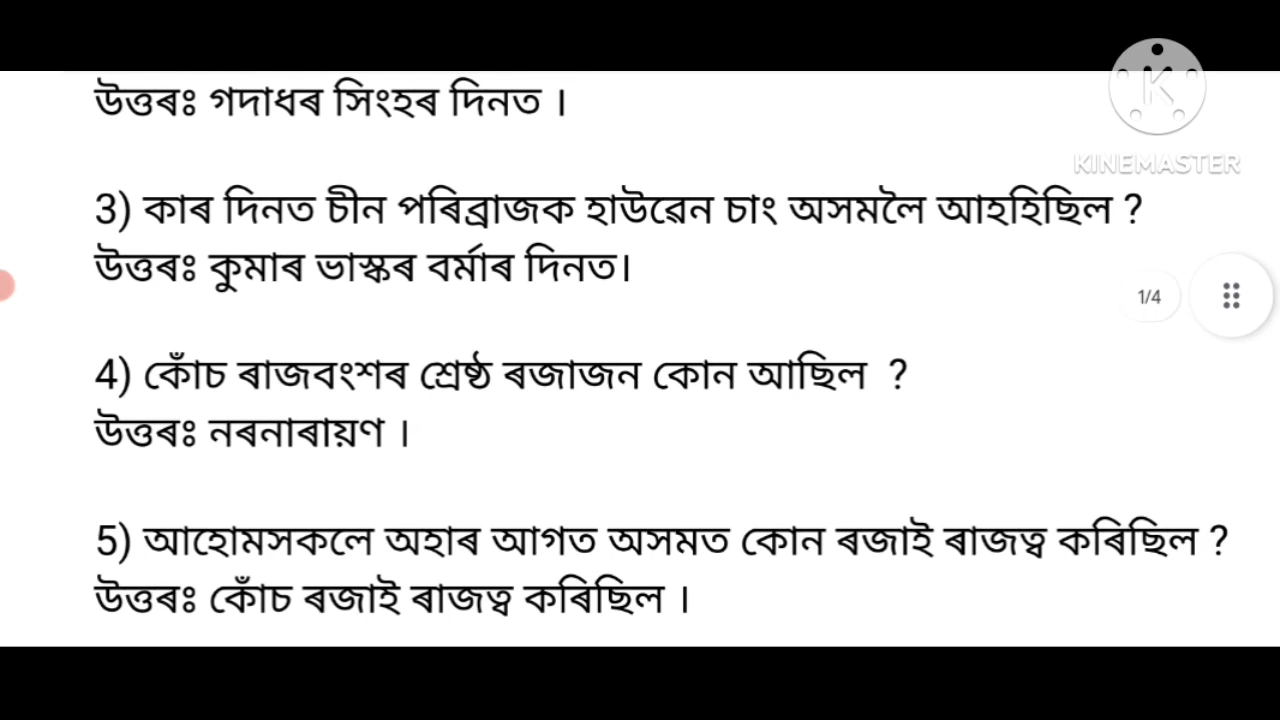 উত্তৰঃ গদাধৰ সিংহৰ দিনত ।
KINEMASTER
3) কাৰ দিনত চীন পৰিব্ৰাজক হাউৱেন চাং অসমলৈ আহহিছিল ?
উত্তৰঃ কুমাৰ ভাস্কৰ বৰ্মাৰ দিনত।
1/4
4) কোঁচ ৰাজবংশৰ শ্ৰেষ্ঠ ৰজাজন কোন আছিল ?
উত্তৰঃ নৰনাৰায়ণ ।
5) আহোমসকলে অহাৰ আগত অসমত কোন ৰজাই ৰাজত্ব কৰিছিল ?
উত্তৰঃ কোঁচ ৰজাই ৰাজত্ব কৰিছিল ।